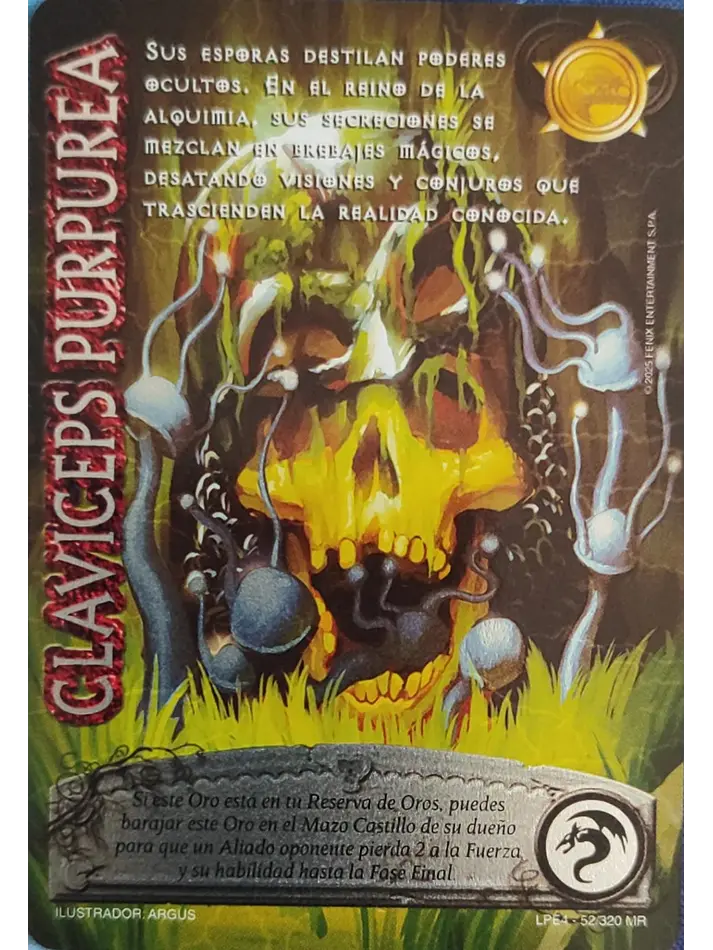 CLAVICEPS PURPUREA
Sus esporas destilan poderes
ocultos. En el reino de la
alquimia, sus secreciones se
mezclan en brebajes mágicos,
desatando visiones y conjuros que
trascienden la realidad conocida.
© 2025 FENIX ENTERTAINMENT S.P.A.
Si este Oro está en tu Reserva de Oros, puedes
barajar este Oro en el Mazo Castillo de su dueño
para que un Aliado oponente pierda 2 a la Fuerza
y su habilidad hasta la Fase Final
ILUSTRADOR: ARGUS
LPE4 - 52/320 MR